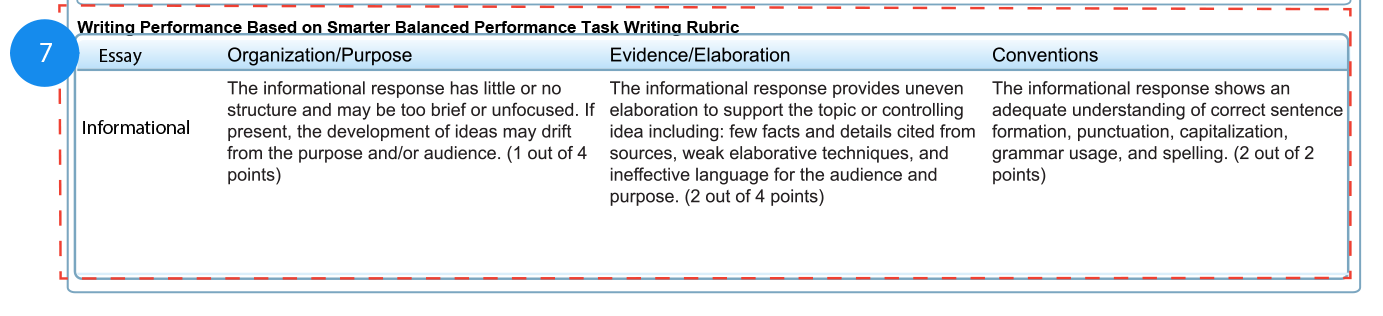 Writing Performance Based on Smarter Balanced Performance Task Writing Rubric
7
Essay
Organization/Purpose
Evidence/Elaboration
Conventions
Informational
The informational response has little or no
structure and may be too brief or unfocused. If
present, the development of ideas may drift
from the purpose and/or audience. (1 out of 4
points)
The informational response provides uneven
elaboration to support the topic or controlling
idea including: few facts and details cited from
sources, weak elaborative techniques, and
ineffective language for the audience and
purpose. (2 out of 4 points)
The informational response shows an
adequate understanding of correct sentence
formation, punctuation, capitalization,
grammar usage, and spelling. (2 out of 2
points)